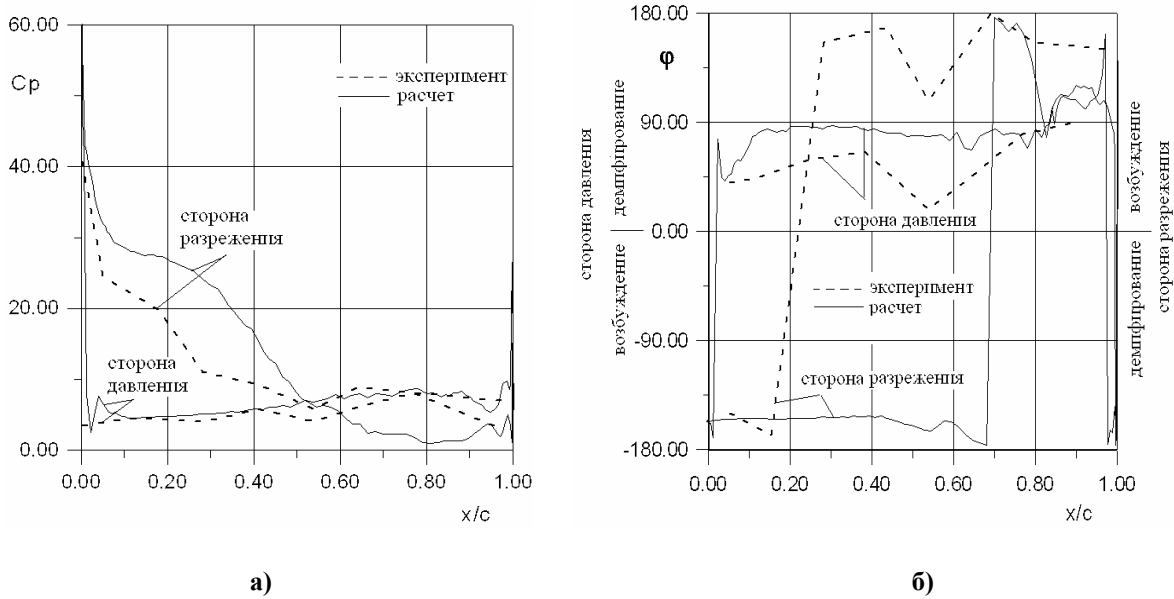 60.00
Cp
40.00
20.00
0.00
0.00
0.20
0.40
0.60
0.80
1.00
x/c
эксперимент
расчет
сторона
разрежения
сторона
давления
а)
180.00
φ
90.00
0.00
-90.00
-180.00
0.00
0.20
0.40
0.60
0.80
1.00
x/c
сторона давления
демпфирование
возбуждение
сторона давления
эксперимент
расчет
сторона разрежения
возбуждение
демпфирование
сторона разрежения
б)